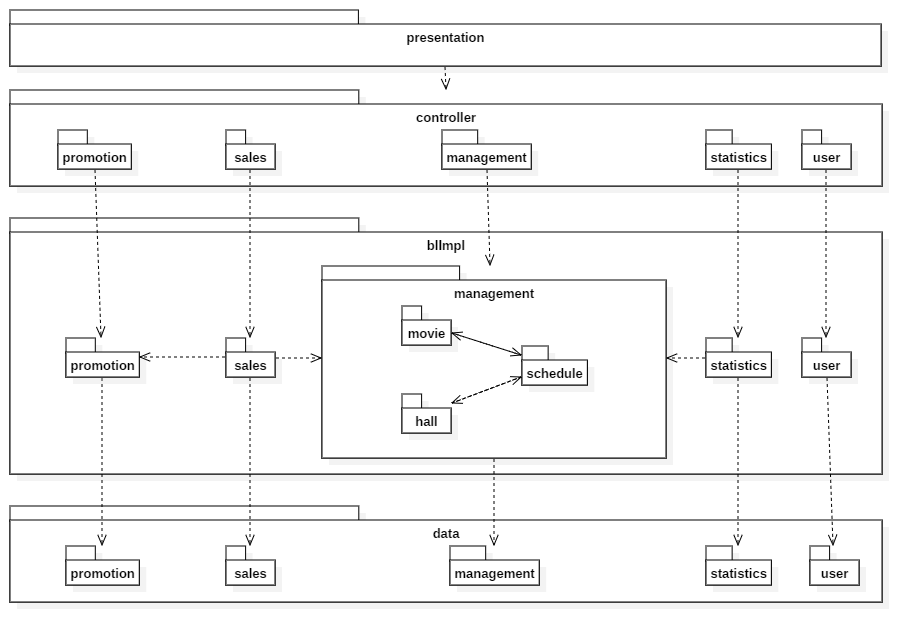 presentation
controller
promotion
sales
management
statistics
user
bllmpl
management
movie
schedule
promotion
sales
statistics
user
hall
data
promotion
sales
management
statistics
user